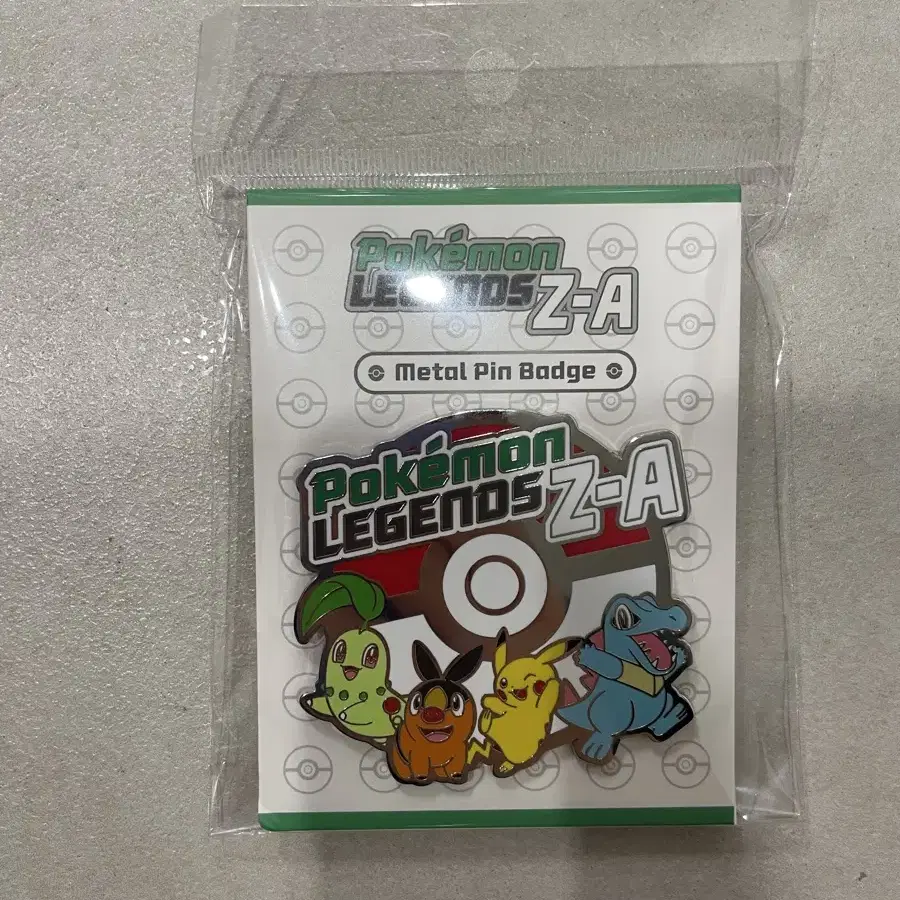 Pokémon
LEGENDS Z-A
Metal Pin Badge
Pokémon
LEGENDS Z-A